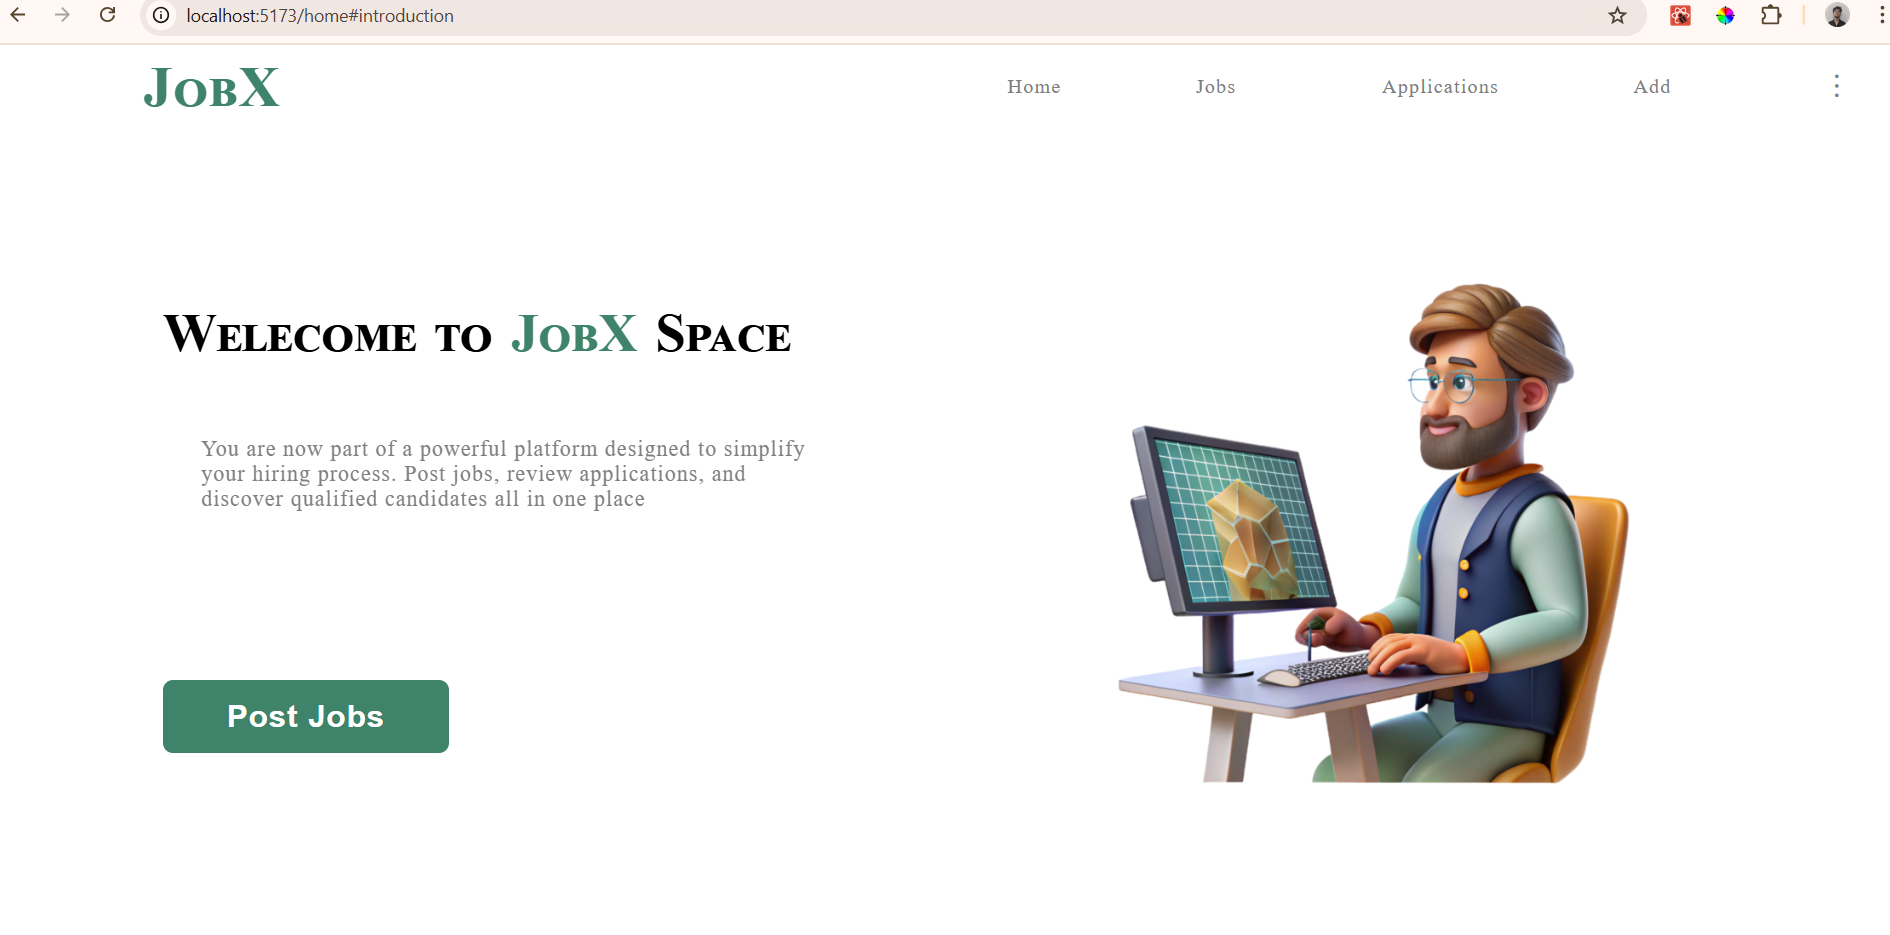 localhost:5173/home#introduction
JobX
Home Jobs Applications Add
Welecome to JobX Space
You are now part of a powerful platform designed to simplify
your hiring process. Post jobs, review applications, and
discover qualified candidates all in one place
Post Jobs